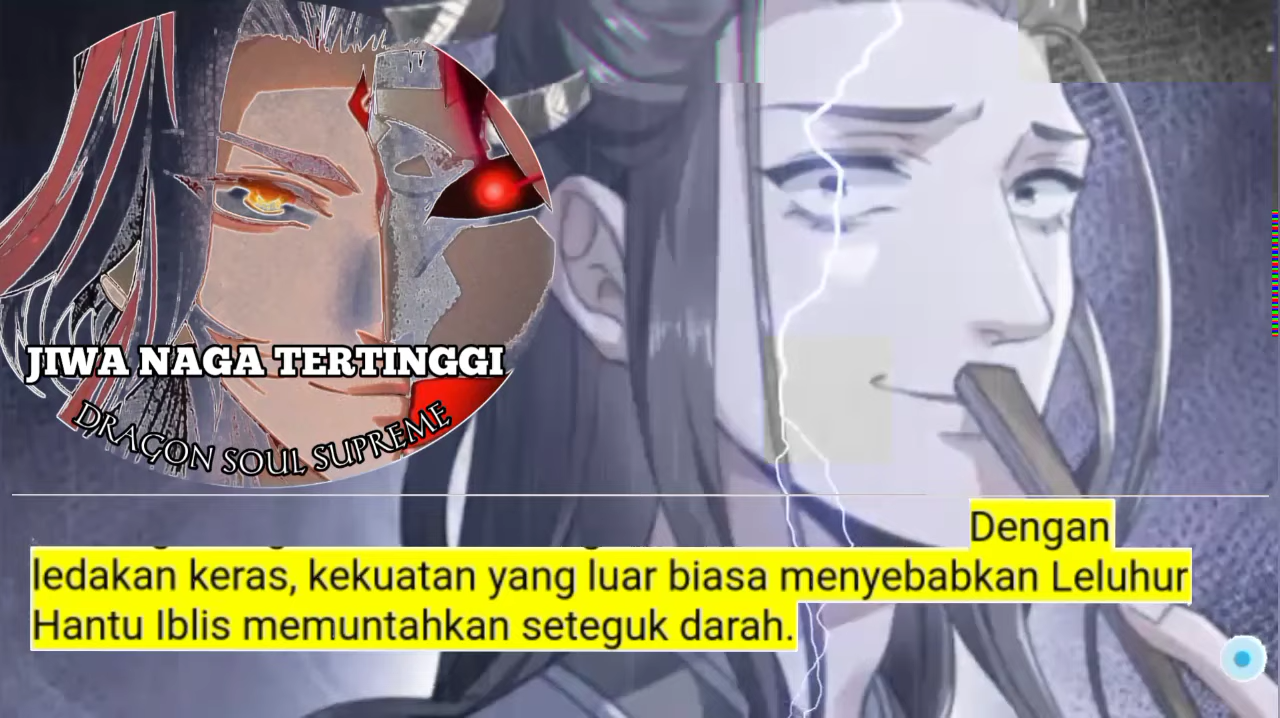 JIWA NAGA TERTINGGI
DRAGON SOUL SUPREME
Dengan
ledakan keras, kekuatan yang luar biasa menyebabkan Leluhur
Hantu Iblis memuntahkan seteguk darah.